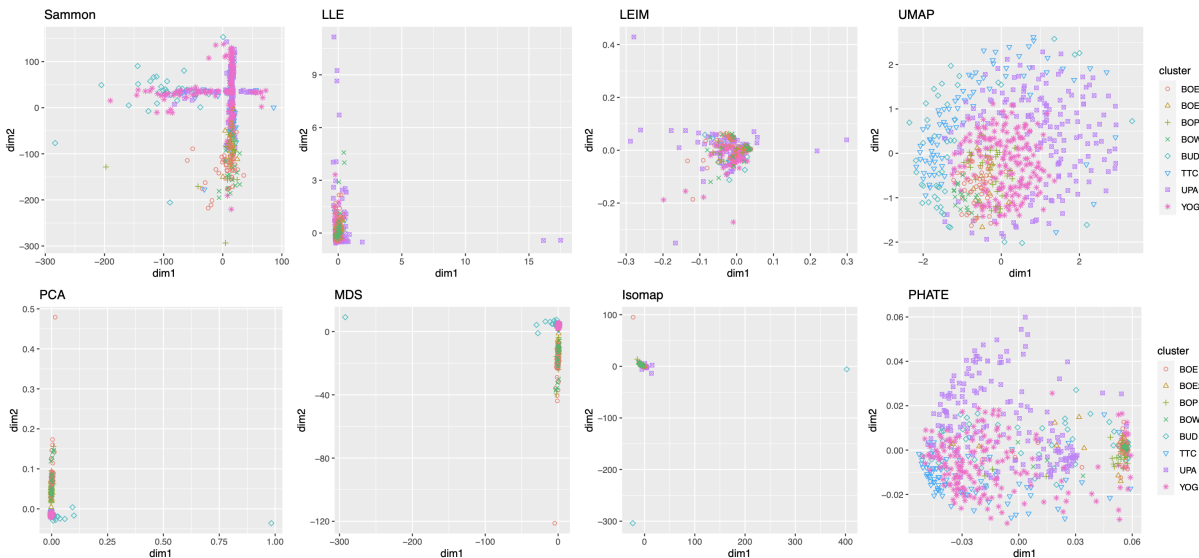 Sammon
LLE
LEIM
UMAP
100
0
−100
−200
−300
dim2
−300
−200
−100
0
100
dim1
9
6
3
0
dim2
0
5
10
15
dim1
0.4
0.2
0.0
−0.2
dim2
−0.3
−0.2
−0.1
0.0
0.1
0.2
0.3
dim1
2
1
0
−1
−2
dim2
−2
0
2
dim1
cluster
BOE
BOE
BOP
BOW
BUD
TTC
UPA
YOG
PCA
MDS
Isomap
PHATE
0.5
0.4
0.3
0.2
0.1
0.0
dim2
0.00
0.25
0.50
0.75
1.00
dim1
0
−40
−80
−120
dim2
−300
−200
−100
0
dim1
100
0
−100
−200
−300
dim2
0
100
200
300
400
dim1
0.06
0.04
0.02
0.00
−0.02
dim2
−0.03
0.00
0.03
0.06
dim1
cluster
BOE
BOE
BOP
BOW
BUD
TTC
UPA
YOG